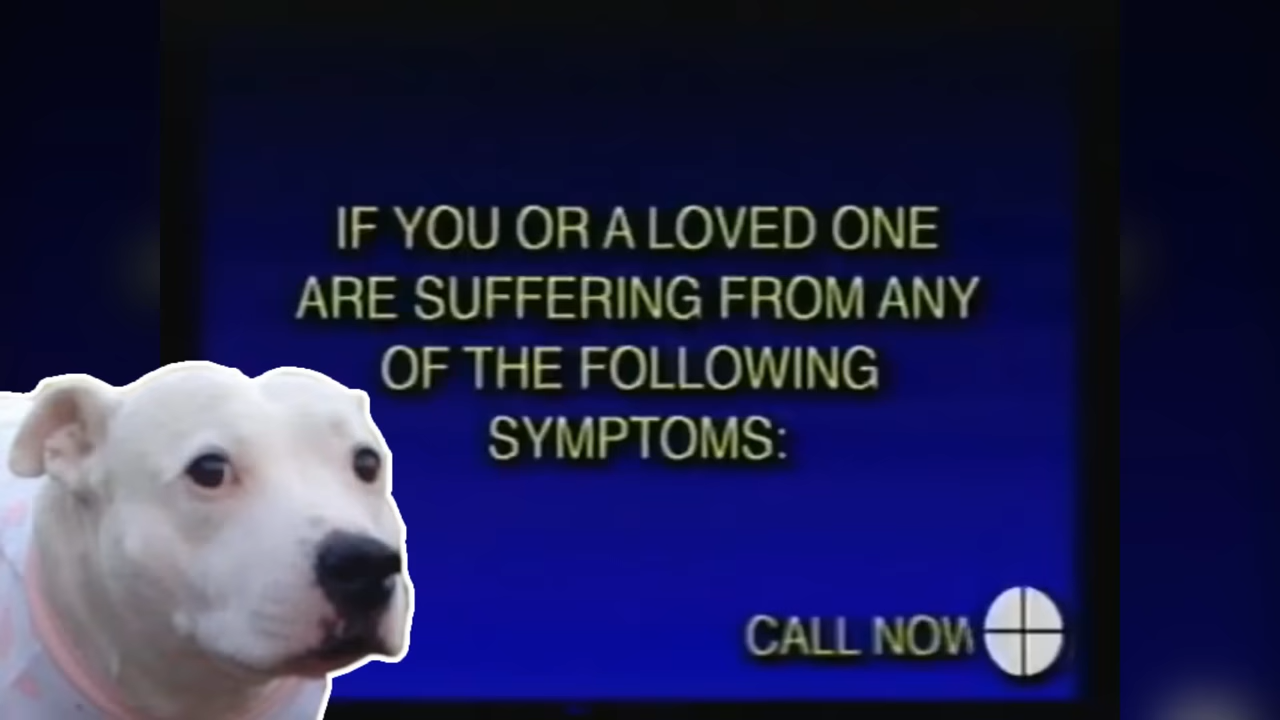 IF YOU OR A LOVED ONE
ARE SUFFERING FROM ANY
OF THE FOLLOWING
SYMPTOMS:
CALL NOW